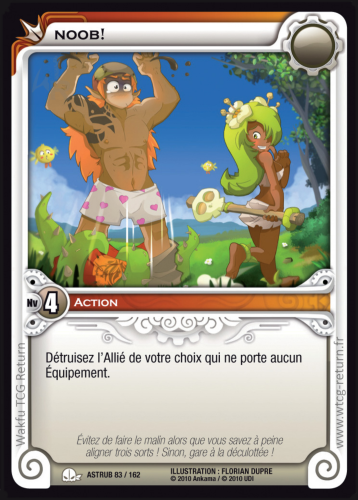 NOOB!
Nv 4 ACTION
Détruisez l'Allié de votre choix qui ne porte aucun
Équipement.
Évitez de faire le malin alors que vous savez à peine
aligner trois sorts ! Sinon, gare à la déculottée !
ASTRUB 83 / 162
ILLUSTRATION : FLORIAN DUPRE
© 2010 Ankama / © 2010 UDI
Wakfu TCG Return
www.wtcg-return.fr